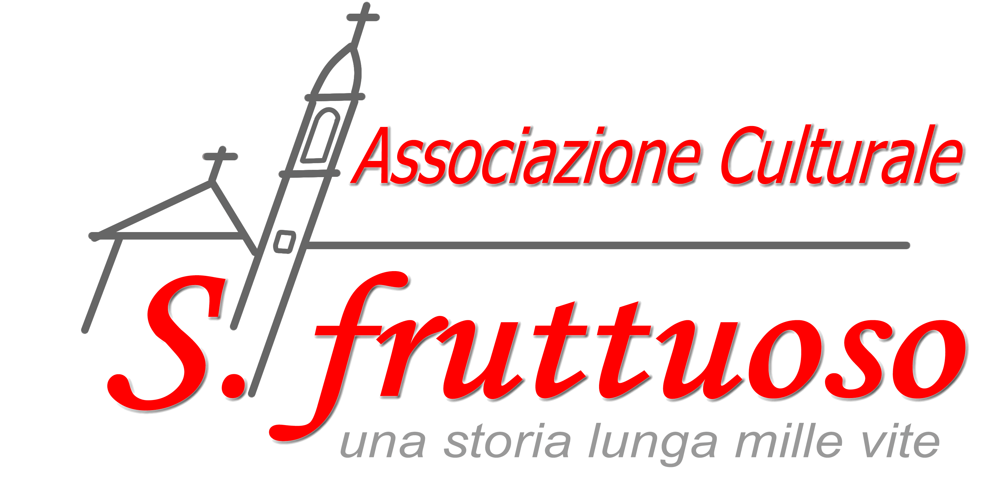 Associazione Culturale
S. fruttuoso
una storia lunga mille vite